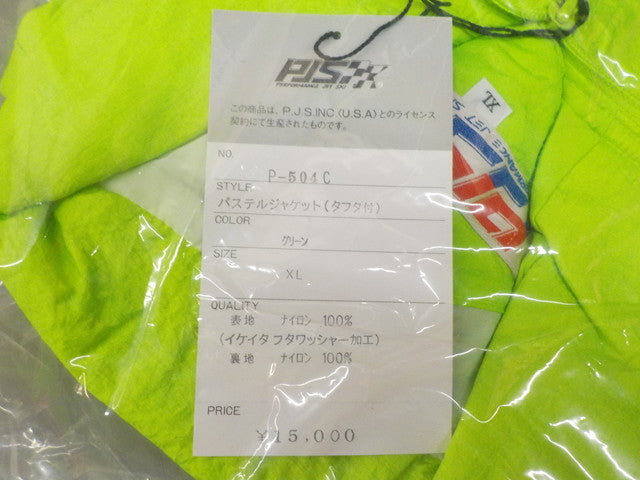 PJS
PERFORMANCE JET SKI
この商品は、P.J.S.INC.(U.S.A)とのライセンス
契約にて生産されたものです。
NO.
P-504C
STYLE
パステルジャケット(タフタ付)
COLOR
グリーン
SIZE
XL
QUALITY
表地 ナイロン 100%
(イケイタ フタワッシャー加工)
裏地 ナイロン 100%
PRICE
¥15,000
XL